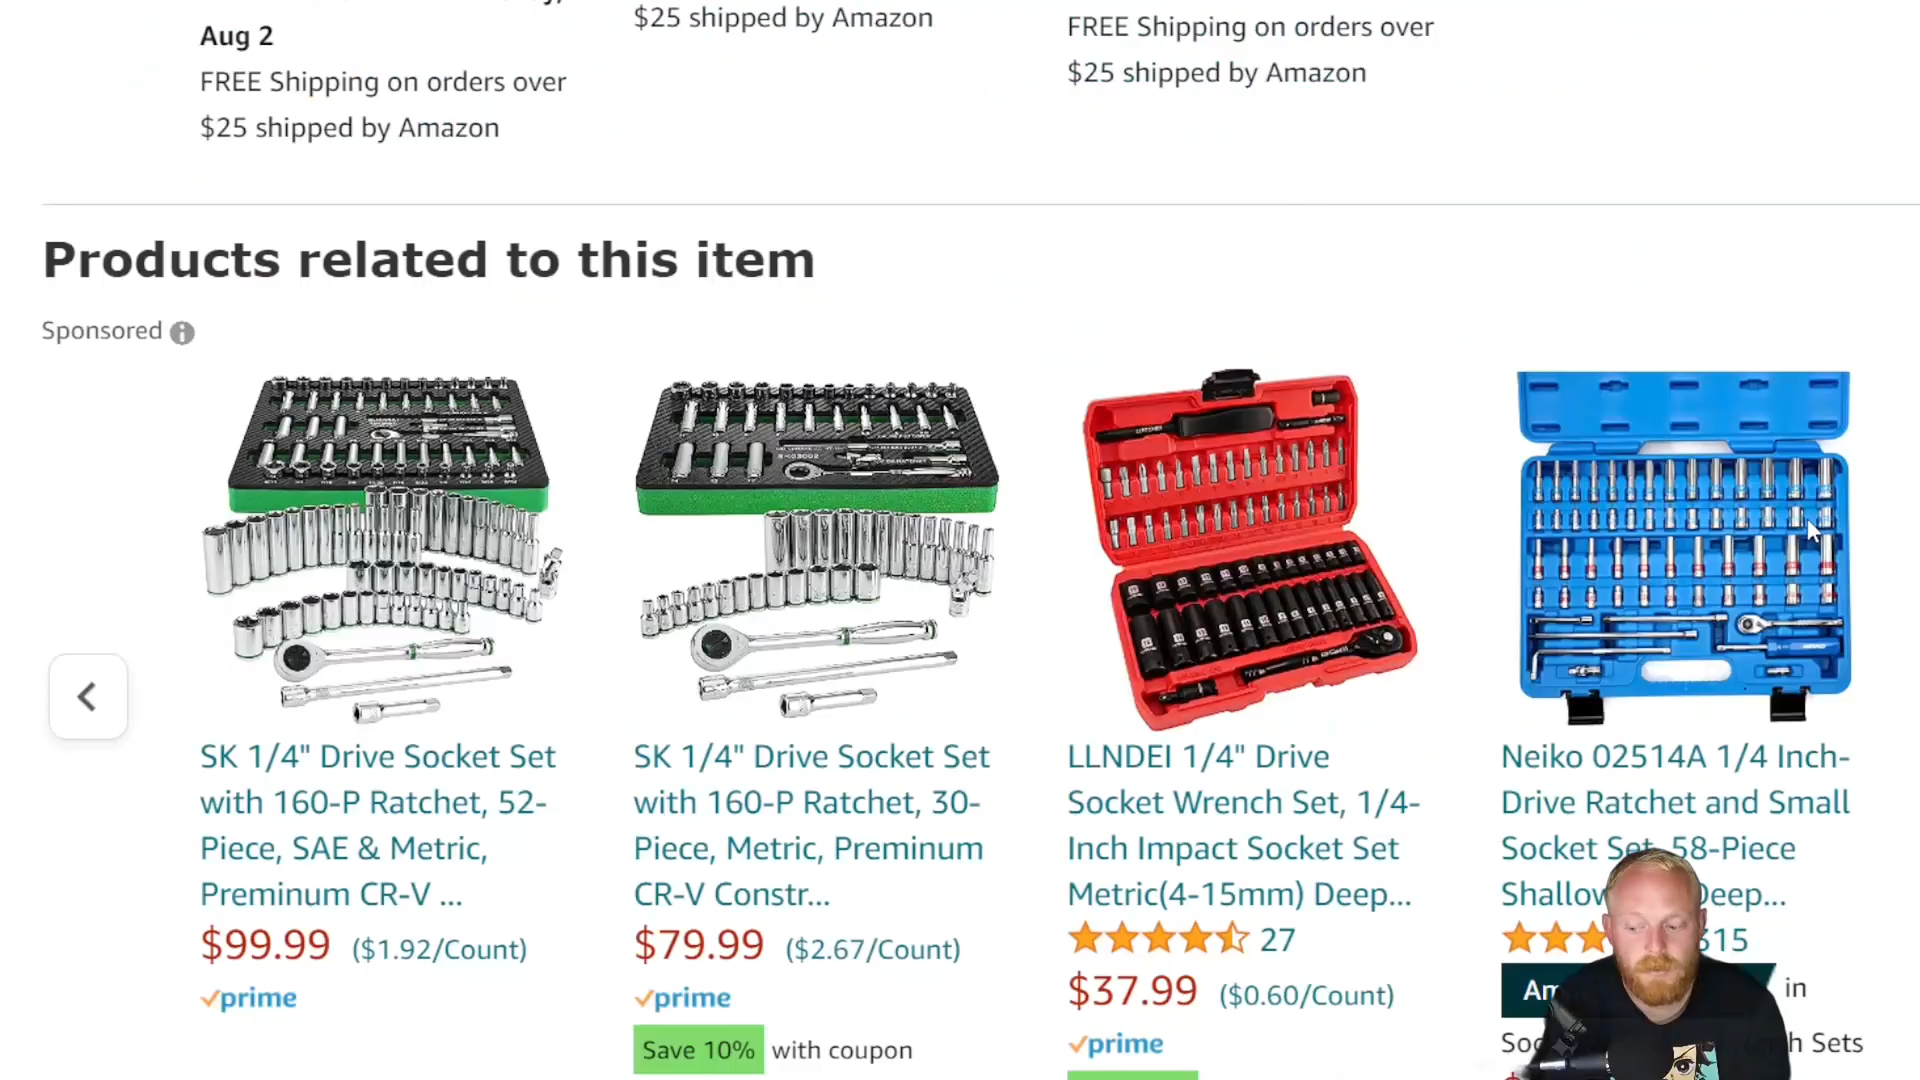 Aug 2
FREE Shipping on orders over
$25 shipped by Amazon
$25 shipped by Amazon
FREE Shipping on orders over
$25 shipped by Amazon
Products related to this item
Sponsored
SK 1/4" Drive Socket Set
with 160-P Ratchet, 52-
Piece, SAE & Metric,
Preminum CR-V ...
$99.99 ($1.92/Count)
prime
SK 1/4" Drive Socket Set
with 160-P Ratchet, 30-
Piece, Metric, Preminum
CR-V Constr...
$79.99 ($2.67/Count)
prime
Save 10% with coupon
LLNDEI 1/4" Drive
Socket Wrench Set, 1/4-
Inch Impact Socket Set
Metric(4-15mm) Deep...
27
$37.99 ($0.60/Count)
prime
Neiko 02514A 1/4 Inch-
Drive Ratchet and Small
Socket Set, 58-Piece
Shallow Deep...
in
Sets